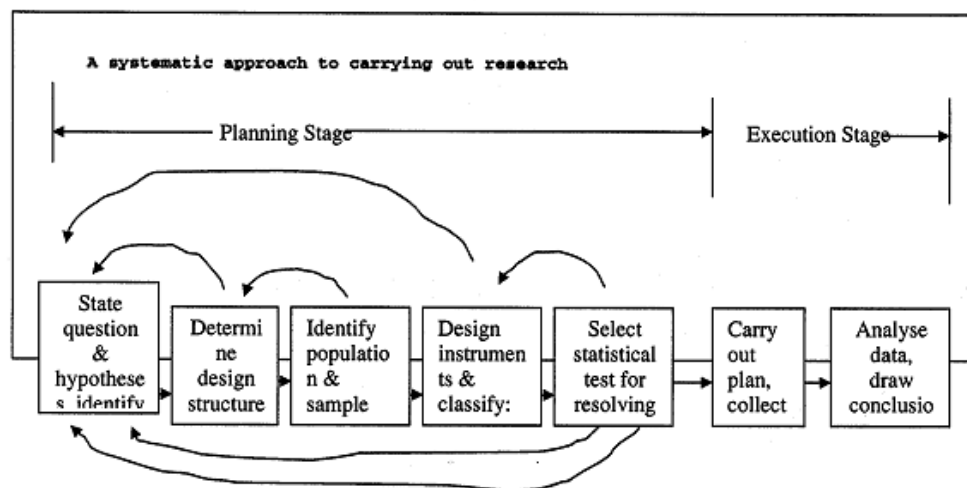 A systematic approach to carrying out research
Planning Stage
Execution Stage
State
question
&
hypothese
s, identify
Determi
ne
design
structure
Identify
populatio
n &
sample
Design
instrumen
ts &
classify:
Select
statistical
test for
resolving
Carry
out
plan,
collect
Analyse
data,
draw
conclusio